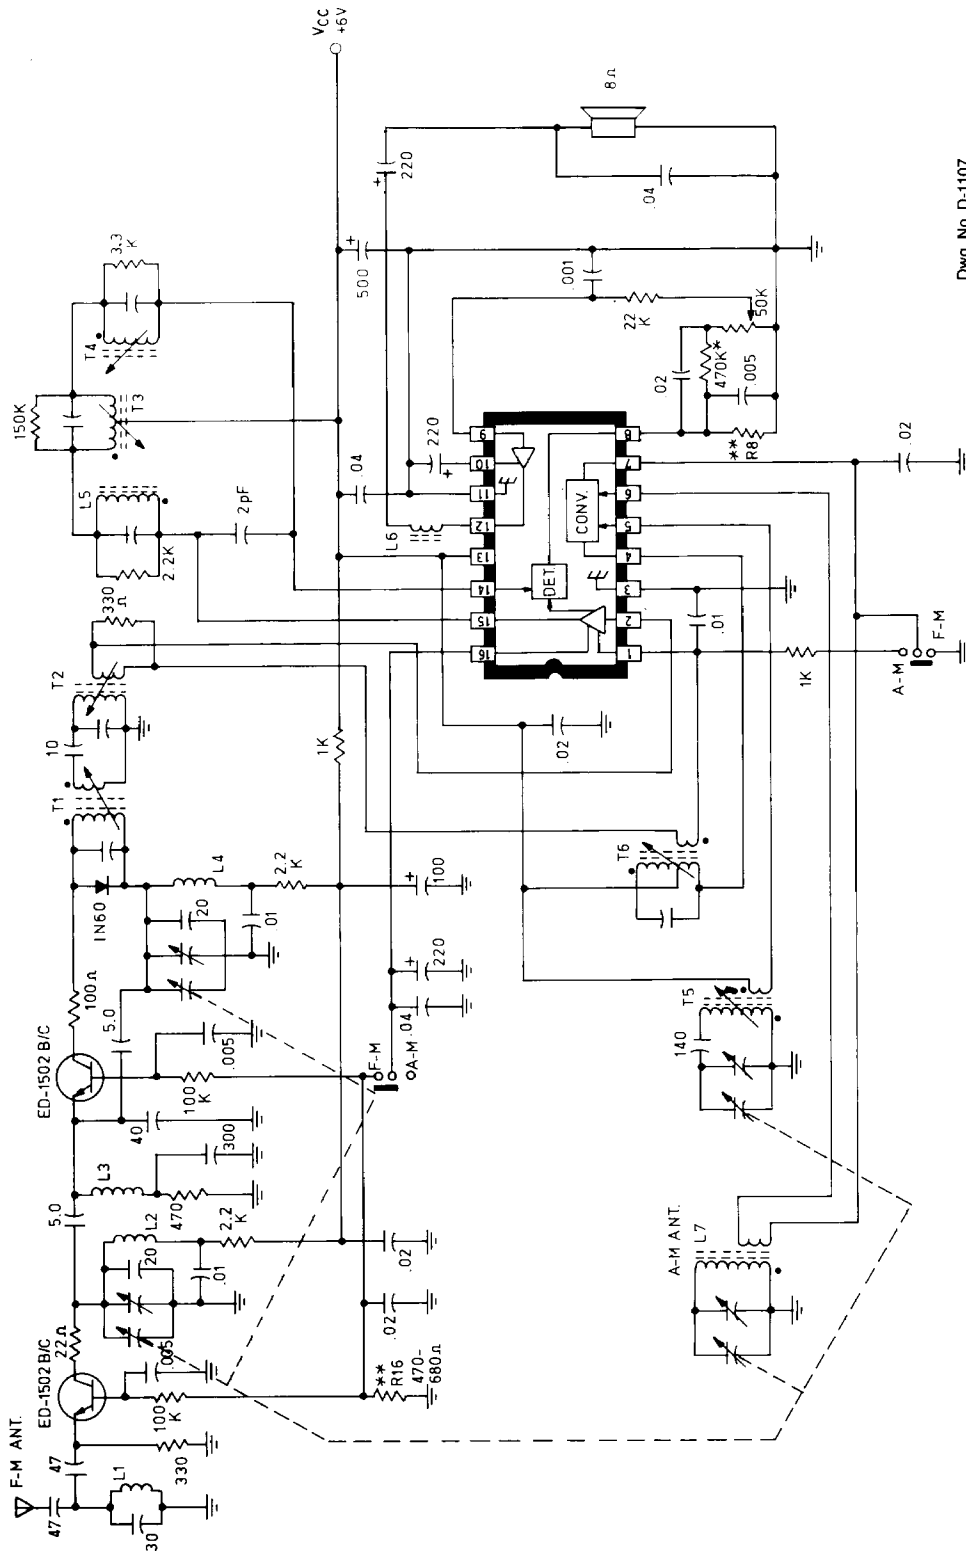 F-M ANT.
47
47
30
L1
330
ED-1502 B/C
22Ω
100
K
.005
** R16
470-
680Ω
.02
.02
20
L2
.01
2.2
K
5.0
L3
470
300
40
ED-1502 B/C
100Ω
5.0
100
K
.005
F-M
A-M
.04
220
100
1N60
20
L4
.01
2.2
K
T1
10
T2
330
Ω
1K
2.2K
L5
2pF
150K
T3
T4
3.3
K
VCC
+6V
500
+
.04
220
+
L6
220
+
8Ω
.04
.001
22
K
50K
.02
470K*
.005
** R8
.02
16
15
14
13
12
11
10
9
1
2
3
4
5
6
7
8
DET.
CONV.
.02
.01
1K
A-M
F-M
T6
T5
140
A-M ANT.
L7
Dwg. No. D-1107